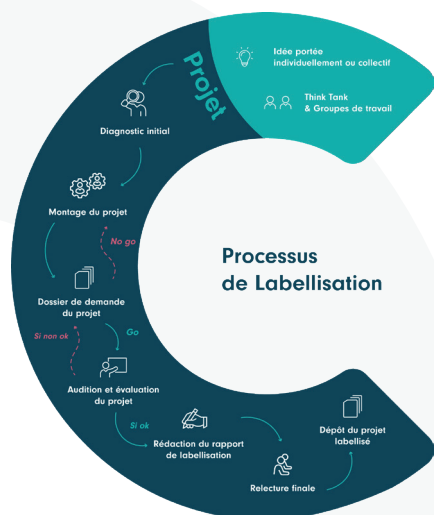 Projet
Idée portée
individuellement ou collectif
Think Tank
& Groupes de travail
Diagnostic initial
Montage du projet
No go
Dossier de demande
du projet
Si non ok
Go
Audition et évaluation
du projet
Si ok
Rédaction du rapport
de labellisation
Relecture finale
Dépôt du projet
labellisé
Processus
de Labellisation